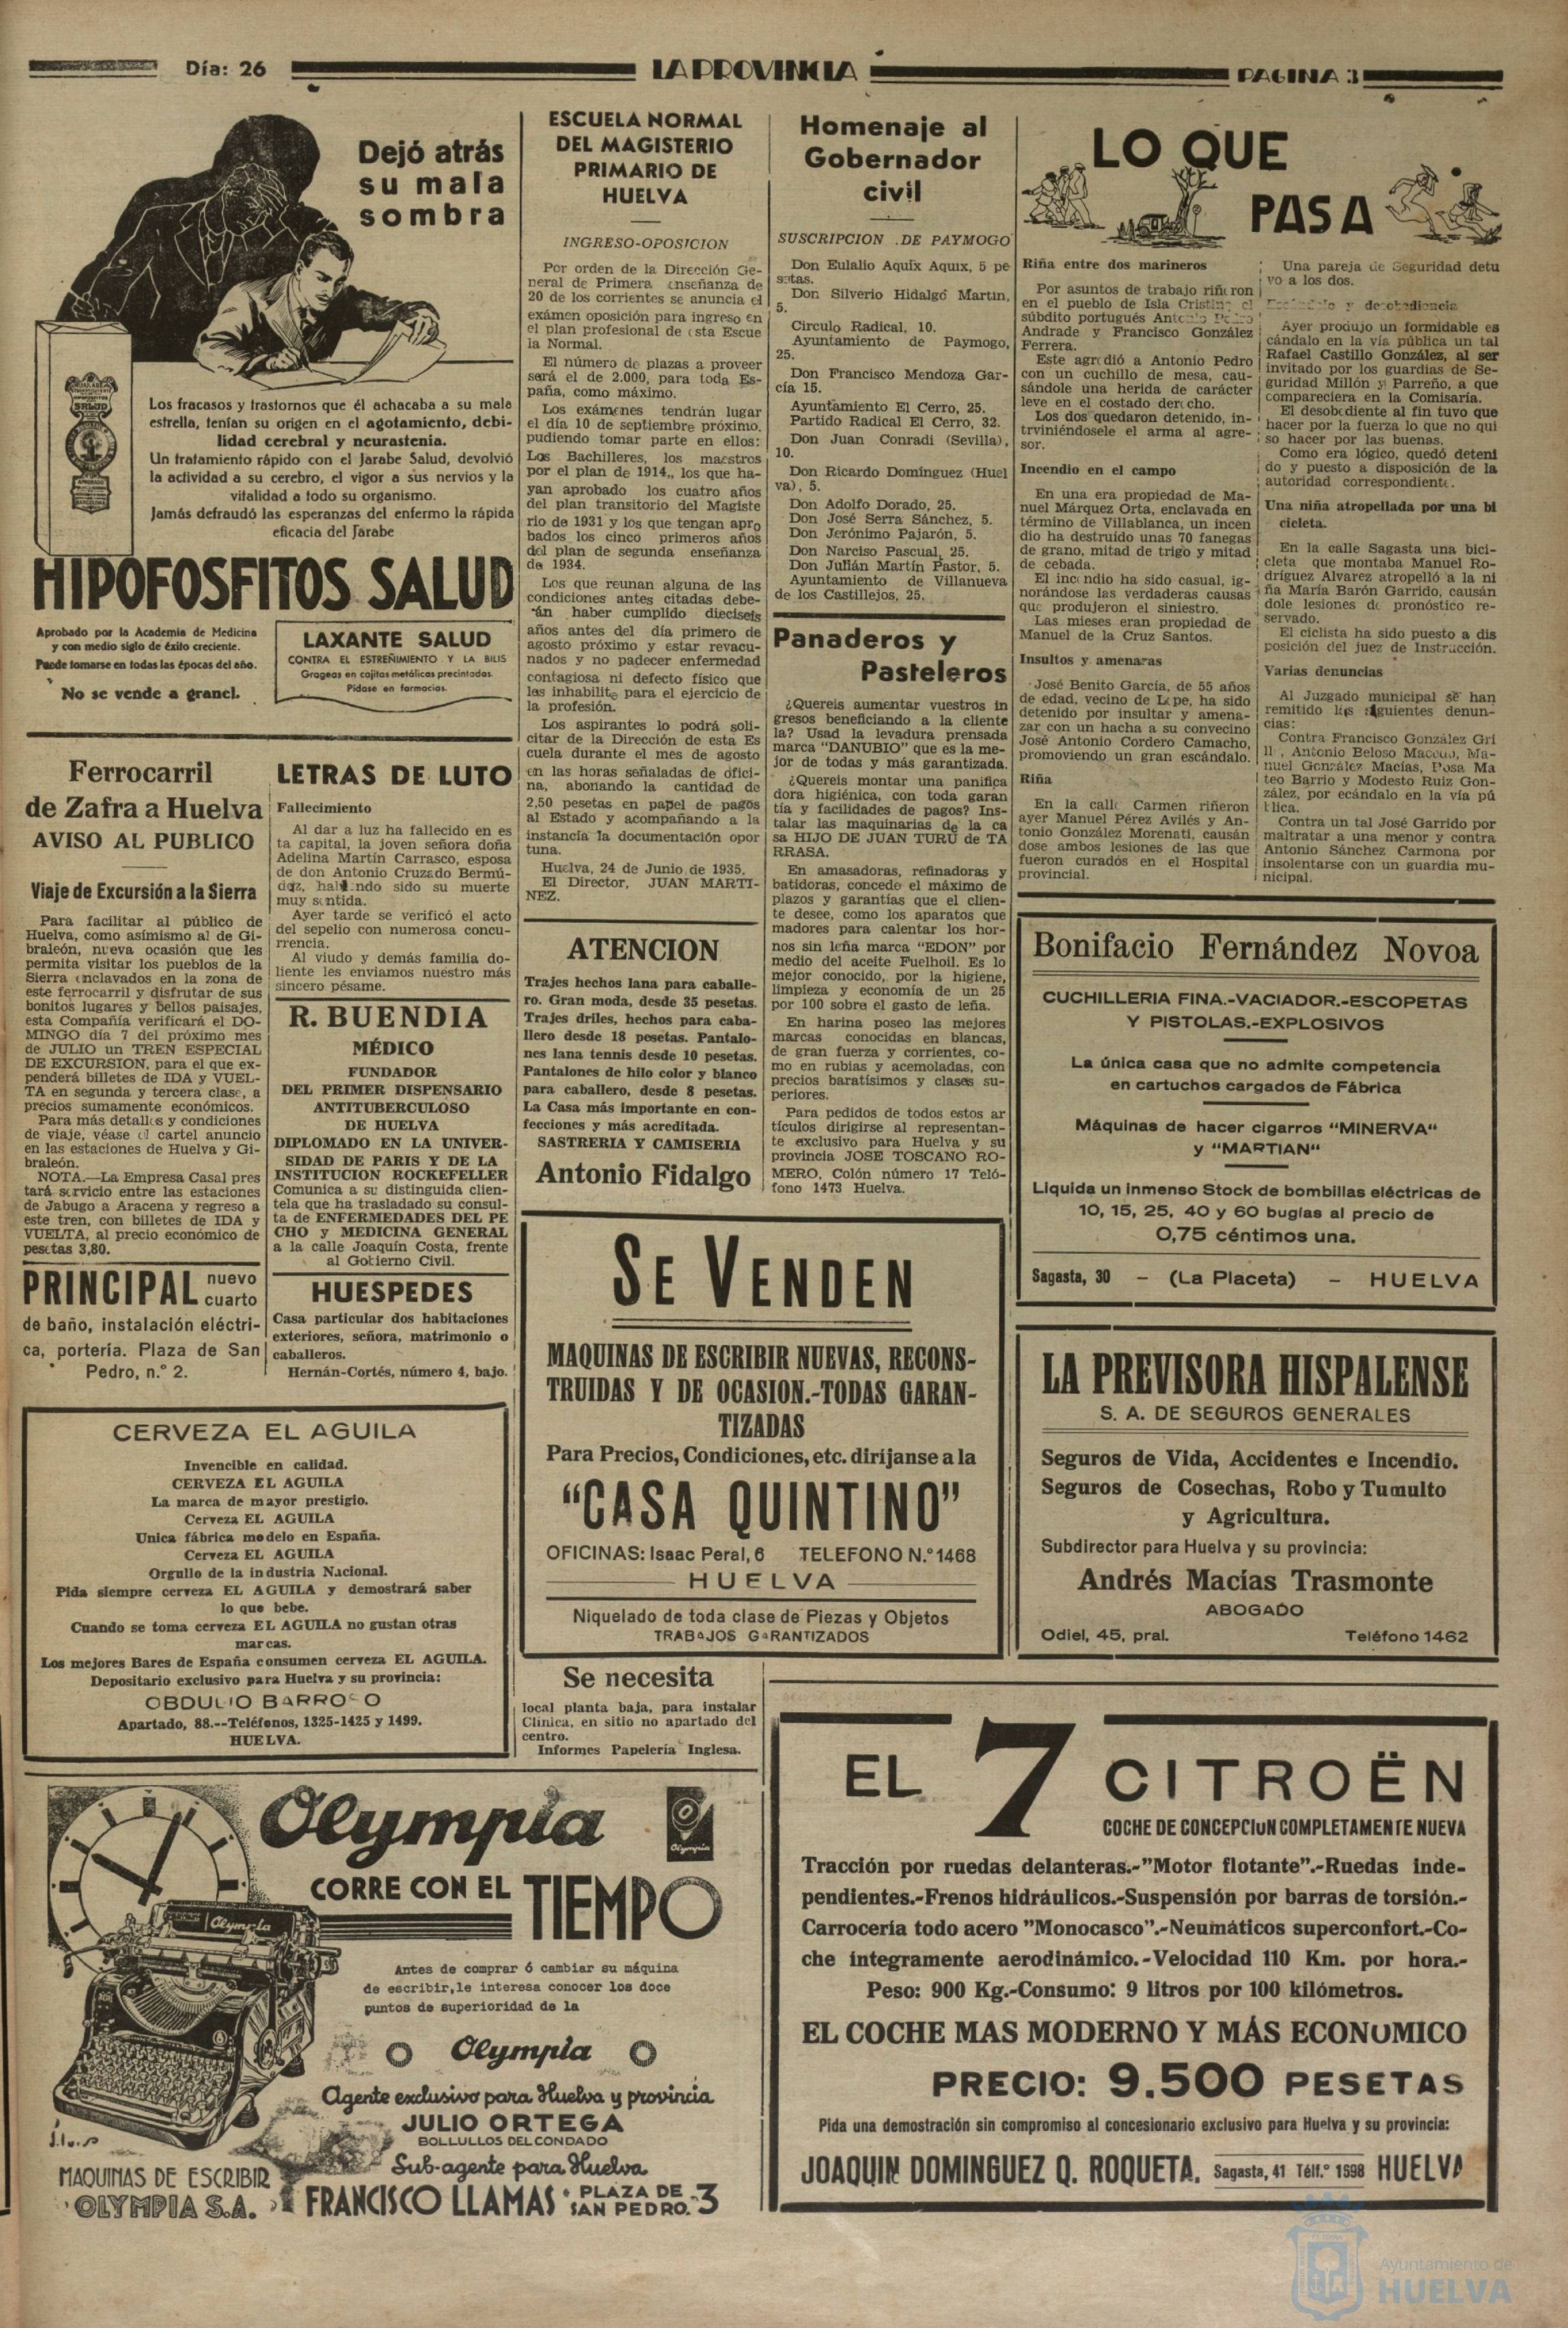 Día: 26
LA PROVINCIA
PAGINA 3
Dejó atrás
su mala
sombra
Los fracasos y trastornos que él achacaba a su mala
estrella, tenían su origen en el agotamiento, debi-
lidad cerebral y neurastenia.
Un tratamiento rápido con el Jarabe Salud, devolvió
la actividad a su cerebro, el vigor a sus nervios y la
vitalidad a todo su organismo.
Jamás defraudó las esperanzas del enfermo la rápida
eficacia del Jarabe
HIPOFOSFITOS SALUD
Aprobado por la Academia de Medicina
y con medio siglo de éxito creciente.
Puede tomarse en todas las épocas del año.
No se vende a granel.
LAXANTE SALUD
CONTRA EL ESTREÑIMIENTO Y LA BILIS
Grageas en cajitas metálicas precintadas.
Pídase en farmacias.
Ferrocarril
de Zafra a Huelva
AVISO AL PUBLICO
Viaje de Excursión a la Sierra
Para facilitar al público de
Huelva, como asímismo al de Gi-
braleón, nueva ocasión que les
permita visitar los pueblos de la
Sierra enclavados en la zona de
este ferrocarril y disfrutar de sus
bonitos lugares y bellos paisajes,
esta Compañía verificará el DO-
MINGO día 7 del próximo mes
de JULIO un TREN ESPECIAL
DE EXCURSION, para el que ex-
penderá billetes de IDA y VUEL-
TA en segunda y tercera clase, a
precios sumamente económicos.
Para más detalles y condiciones
de viaje, véase el cartel anuncio
en las estaciones de Huelva y Gi-
braleón.
NOTA.—La Empresa Casal pres
tará servicio entre las estaciones
de Jabugo a Aracena y regreso a
este tren, con billetes de IDA y
VUELTA, al precio económico de
pesetas 3,80.
PRINCIPAL nuevo
cuarto
de baño, instalación eléctri-
ca, portería. Plaza de San
Pedro, n.º 2.
LETRAS DE LUTO
Fallecimiento
Al dar a luz ha fallecido en es
ta capital, la joven señora doña
Adelina Martín Carrasco, esposa
de don Antonio Cruzado Bermú-
dez, habiendo sido su muerte
muy sentida.
Ayer tarde se verificó el acto
del sepelio con numerosa concu-
rrencia.
Al viudo y demás familia do-
liente les enviamos nuestro más
sincero pésame.
R. BUENDIA
MÉDICO
FUNDADOR
DEL PRIMER DISPENSARIO
ANTITUBERCULOSO
DE HUELVA
DIPLOMADO EN LA UNIVER-
SIDAD DE PARIS Y DE LA
INSTITUCION ROCKEFELLER
Comunica a su distinguida clien-
tela que ha trasladado su consul-
ta de ENFERMEDADES DEL PE
CHO y MEDICINA GENERAL
a la calle Joaquín Costa, frente
al Gobierno Civil.
HUESPEDES
Casa particular dos habitaciones
exteriores, señora, matrimonio o
caballeros.
Hernán-Cortés, número 4, bajo.
CERVEZA EL AGUILA
Invencible en calidad.
CERVEZA EL AGUILA
La marca de mayor prestigio.
Cerveza EL AGUILA
Unica fábrica modelo en España.
Cerveza EL AGUILA
Orgullo de la industria Nacional.
Pida siempre cerveza EL AGUILA y demostrará saber
lo que bebe.
Cuando se toma cerveza EL AGUILA no gustan otras
marcas.
Los mejores Bares de España consumen cerveza EL AGUILA.
Depositario exclusivo para Huelva y su provincia:
OBDULIO BARROSO
Apartado, 88.--Teléfonos, 1325-1425 y 1499.
HUELVA.
ESCUELA NORMAL
DEL MAGISTERIO
PRIMARIO DE
HUELVA
INGRESO-OPOSICION
Por orden de la Dirección Ge-
neral de Primera Enseñanza de
20 de los corrientes se anuncia el
exámen oposición para ingreso en
el plan profesional de esta Escue
la Normal.
El número de plazas a proveer
será el de 2.000, para toda Es-
paña, como máximo.
Los exámenes tendrán lugar
el día 10 de septiembre próximo,
pudiendo tomar parte en ellos:
Los Bachilleres, los maestros
por el plan de 1914,, los que ha-
yan aprobado los cuatro años
del plan transitorio del Magiste
rio de 1931 y los que tengan apro
bados los cinco primeros años
del plan de segunda enseñanza
de 1934.
Los que reunan alguna de las
condiciones antes citadas debe-
rán haber cumplido dieciseis
años antes del día primero de
agosto próximo y estar revacu-
nados y no padecer enfermedad
contagiosa ni defecto físico que
les inhabilite para el ejercicio de
la profesión.
Los aspirantes lo podrá soli-
citar de la Dirección de esta Es
cuela durante el mes de agosto
en las horas señaladas de ofici-
na, abonando la cantidad de
2,50 pesetas en papel de pagos
al Estado y acompañando a la
instancia la documentación opor
tuna.
Huelva, 24 de Junio de 1935.
El Director, JUAN MARTI-
NEZ.
ATENCION
Trajes hechos lana para caballe-
ro. Gran moda, desde 35 pesetas.
Trajes driles, hechos para caba-
llero desde 18 pesetas. Pantalo-
nes lana tennis desde 10 pesetas.
Pantalones de hilo color y blanco
para caballero, desde 8 pesetas.
La Casa más importante en con-
fecciones y más acreditada.
SASTRERIA Y CAMISERIA
Antonio Fidalgo
Homenaje al
Gobernador
civil
SUSCRIPCION DE PAYMOGO
Don Eulalio Aquíx Aquíx, 5 pe
setas.
Don Silverio Hidalgo Martin,
5.
Circulo Radical, 10.
Ayuntamiento de Paymogo,
25.
Don Francisco Mendoza Gar-
cía 15.
Ayuntamiento El Cerro, 25.
Partido Radical El Cerro, 32.
Don Juan Conradi (Sevilla),
10.
Don Ricardo Domínguez (Huel
va), 5.
Don Adolfo Dorado, 25.
Don José Serra Sánchez, 5.
Don Jerónimo Pajarón, 5.
Don Narciso Pascual, 25.
Don Julián Martín Pastor, 5.
Ayuntamiento de Villanueva
de los Castillejos, 25.
Panaderos y
Pasteleros
¿Quereis aumentar vuestros in
gresos beneficiando a la cliente
la? Usad la levadura prensada
marca "DANUBIO" que es la me-
jor de todas y más garantizada.
¿Quereis montar una panifica
dora higiénica, con toda garan
tía y facilidades de pagos? Ins-
talar las maquinarias de la ca
sa HIJO DE JUAN TURU de TA
RRASA.
En amasadoras, refinadoras y
batidoras, concede el máximo de
plazos y garantías que el clien-
te desee, como los aparatos que
madores para calentar los hor-
nos sin leña marca "EDON" por
medio del aceite Fuelhoil. Es lo
mejor conocido, por la higiene,
limpieza y economía de un 25
por 100 sobre el gasto de leña.
En harina poseo las mejores
marcas conocidas en blancas,
de gran fuerza y corrientes, co-
mo en rubias y acemoladas, con
precios baratísimos y clases su-
periores.
Para pedidos de todos estos ar
tículos dirigirse al representan-
te exclusivo para Huelva y su
provincia JOSE TOSCANO RO-
MERO, Colón número 17 Telé-
fono 1473 Huelva.
LO QUE
PASA
Riña entre dos marineros
Por asuntos de trabajo riñeron
en el pueblo de Isla Cristina el
súbdito portugués Antonio Pedro
Andrade y Francisco González
Ferrera.
Este agredió a Antonio Pedro
con un cuchillo de mesa, cau-
sándole una herida de carácter
leve en el costado derecho.
Los dos quedaron detenido, in-
trviniéndosele el arma al agre-
sor.
Incendio en el campo
En una era propiedad de Ma-
nuel Márquez Orta, enclavada en
término de Villablanca, un incen
dio ha destruído unas 70 fanegas
de grano, mitad de trigo y mitad
de cebada.
El incendio ha sido casual, ig-
norándose las verdaderas causas
que produjeron el siniestro.
Las mieses eran propiedad de
Manuel de la Cruz Santos.
Insultos y amenaras
José Benito García, de 55 años
de edad, vecino de Lepe, ha sido
detenido por insultar y amena-
zar con un hacha a su convecino
José Antonio Cordero Camacho,
promoviendo un gran escándalo.
Riña
En la calle Carmen riñeron
ayer Manuel Pérez Avilés y An-
tonio González Morenati, causán
dose ambos lesiones de las que
fueron curados en el Hospital
provincial.
Una pareja de Seguridad detu
vo a los dos.
Escándalo y desobediencia
Ayer produjo un formidable es
cándalo en la vía pública un tal
Rafael Castillo González, al ser
invitado por los guardias de Se-
guridad Millón y Parreño, a que
compareciera en la Comisaría.
El desobediente al fin tuvo que
hacer por la fuerza lo que no qui
so hacer por las buenas.
Como era lógico, quedó deteni
do y puesto a disposición de la
autoridad correspondiente.
Una niña atropellada por una bi
cicleta.
En la calle Sagasta una bici-
cleta que montaba Manuel Ro-
dríguez Alvarez atropelló a la ni
ña María Barón Garrido, causán
dole lesiones de pronóstico re-
servado.
El ciclista ha sido puesto a dis
posición del juez de Instrucción.
Varias denuncias
Al Juzgado municipal se han
remitido las siguientes denun-
cias:
Contra Francisco González Gri
Antonio Beloso Ma-
nuel González Macías, Rosa Ma
teo Barrio y Modesto Ruiz Gon-
zález, por ecándalo en la vía pú
blica.
Contra un tal José Garrido por
maltratar a una menor y contra
Antonio Sánchez Carmona por
insolentarse con un guardia mu-
nicipal.
Bonifacio Fernández Novoa
CUCHILLERIA FINA.-VACIADOR.-ESCOPETAS
Y PISTOLAS.-EXPLOSIVOS
La única casa que no admite competencia
en cartuchos cargados de Fábrica
Máquinas de hacer cigarros "MINERVA"
y "MARTIAN"
Liquida un inmenso Stock de bombillas eléctricas de
10, 15, 25, 40 y 60 bugías al precio de
0,75 céntimos una.
Sagasta, 30 - (La Placeta) - HUELVA
LA PREVISORA HISPALENSE
S. A. DE SEGUROS GENERALES
Seguros de Vida, Accidentes e Incendio.
Seguros de Cosechas, Robo y Tumulto
y Agricultura.
Subdirector para Huelva y su provincia:
Andrés Macías Trasmonte
ABOGADO
Odiel, 45, pral. Teléfono 1462
SE VENDEN
MAQUINAS DE ESCRIBIR NUEVAS, RECONS-
TRUIDAS Y DE OCASION.-TODAS GARAN-
TIZADAS
Para Precios, Condiciones, etc. dirijanse a la
"CASA QUINTINO"
OFICINAS: Isaac Peral, 6 TELEFONO N.º 1468
HUELVA
Niquelado de toda clase de Piezas y Objetos
TRABAJOS GARANTIZADOS
Se necesita
local planta baja, para instalar
Clínica, en sitio no apartado del
centro.
Informes Papelería Inglesa.
Olympia
Olympia
CORRE CON EL TIEMPO
Olympia
Antes de comprar ó cambiar su máquina
de escribir,le interesa conocer los doce
puntos de superioridad de la
Olympia
Agente exclusivo para Huelva y provincia
JULIO ORTEGA
BOLLULLOS DEL CONDADO
Sub-agente para Huelva
FRANCISCO LLAMAS · PLAZA DE
SAN PEDRO. 3
MAQUINAS DE ESCRIBIR
OLYMPIA S.A.
EL 7 CITROËN
COCHE DE CONCEPCION COMPLETAMENTE NUEVA
Tracción por ruedas delanteras.-"Motor flotante".-Ruedas inde-
pendientes.-Frenos hidráulicos.-Suspensión por barras de torsión.-
Carrocería todo acero "Monocasco".-Neumáticos superconfort.-Co-
che íntegramente aerodinámico.-Velocidad 110 Km. por hora.-
Peso: 900 Kg.-Consumo: 9 litros por 100 kilómetros.
EL COCHE MAS MODERNO Y MÁS ECONOMICO
PRECIO: 9.500 PESETAS
Pida una demostración sin compromiso al concesionario exclusivo para Huelva y su provincia:
JOAQUIN DOMINGUEZ Q. ROQUETA. Sagasta, 41 Télf.º 1598 HUELVA
Ayuntamiento de
HUELVA